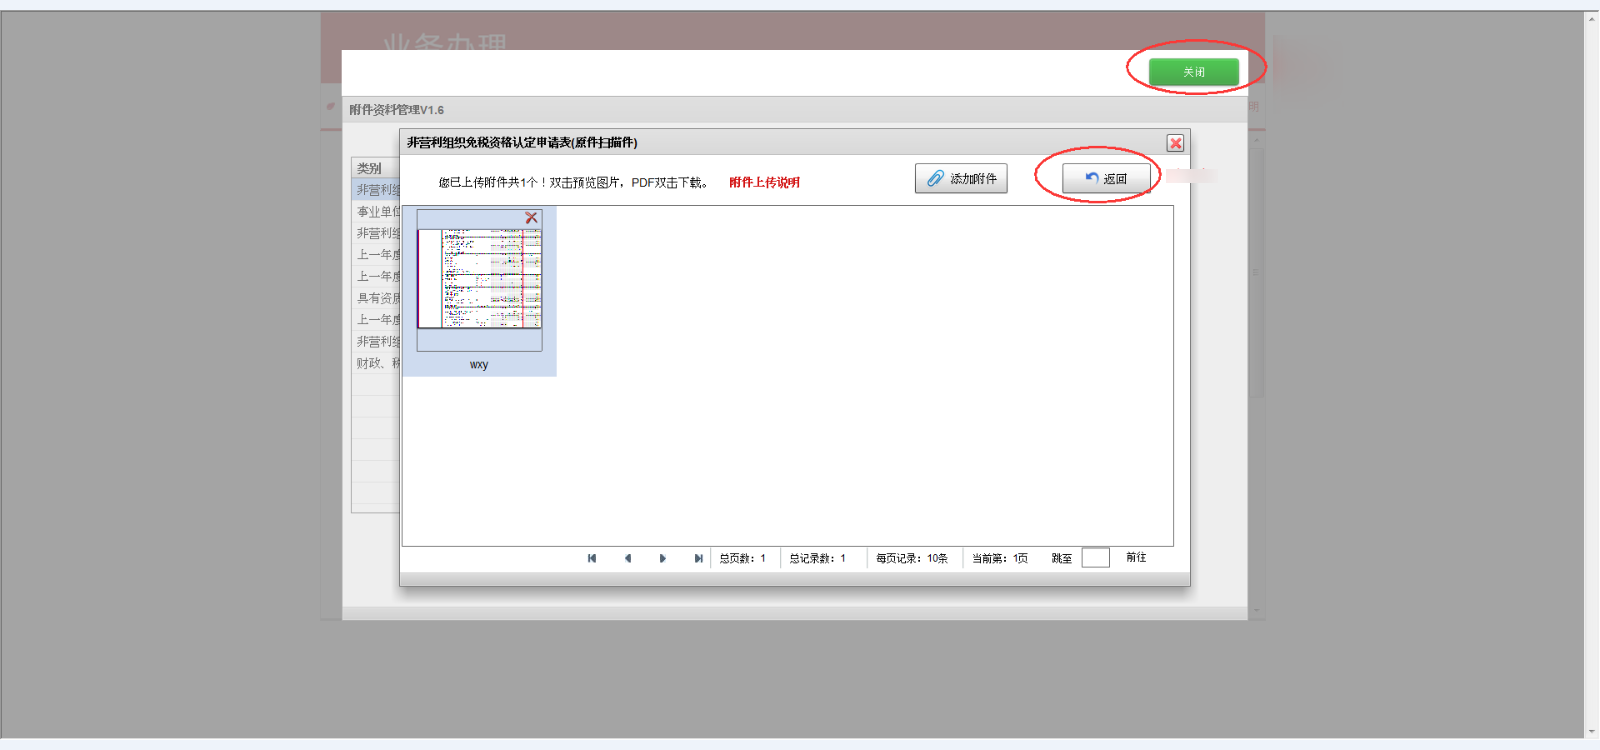 业务办理
关闭
附件资料管理V1.6
明
非营利组织免税资格认定申请表(原件扫描件)
类别
您已上传附件共1个！双击预览图片，PDF双击下载。 附件上传说明 添加附件 返回
非营利组
事业单位
非营利组
上一年度
上一年度
具有资质
上一年度
非营利组
财政、税
wxy
总页数：1 总记录数：1 每页记录：10条 当前第：1页 跳至 前往